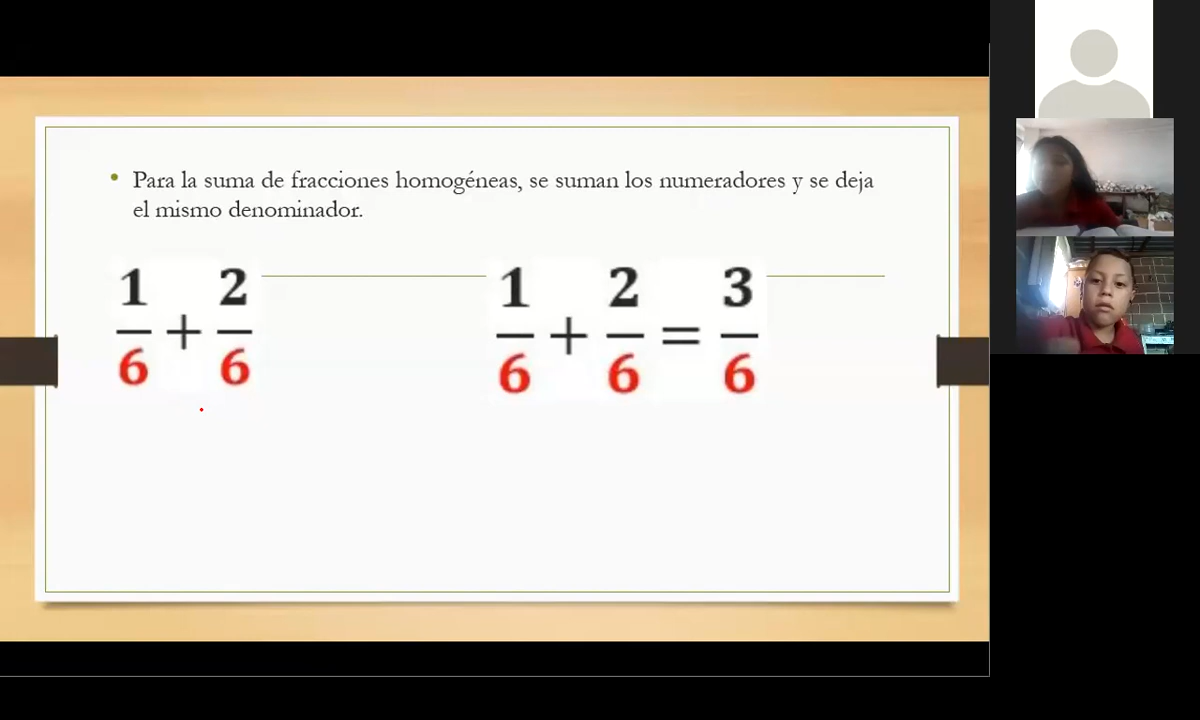 • Para la suma de fracciones homogéneas, se suman los numeradores y se deja
el mismo denominador.
1/6 + 2/6
1/6 + 2/6 = 3/6